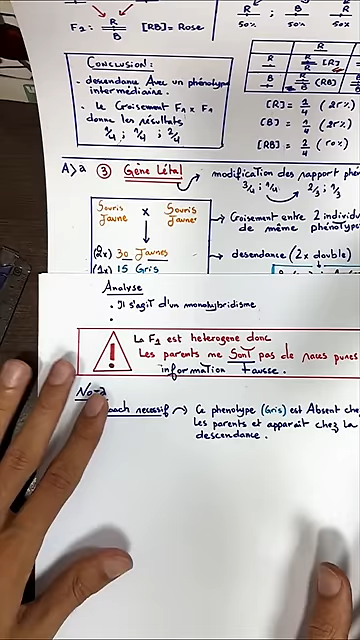 F2 : R/B [RB] = Rose
R/50% ; B/50% B/50%
Conclusion :
- descendance Avec un phénotype
intermédiaire.
- le Croisement F1 x F1
donne les résultats
1/4 ; 1/4 ; 2/4
R
R [R]
B R/B (RB)
[R] = 1/4 (25%)
[B] = 1/4 (25%)
[RB] = 2/4 (50%)
A>a ③ Gène Létal → modification des rapport
3/4 ; 1/4 → 2/3 ; 1/3
Souris Jaune x Souris Jaune
→ Croisement entre 2 individus
de même phénotype
(2x) 30 Jaunes
→ descendance (2x double)
(1x) 15 Gris
Analyse
• Il s'agit d'un monohybridisme
•
! La F1 est heterogene donc
Les parents ne Sont pas de races pures
information fausse.
Nord
recessif → Ce phenotype (Gris) est Absent
Les parents et apparait chez la
descendance.